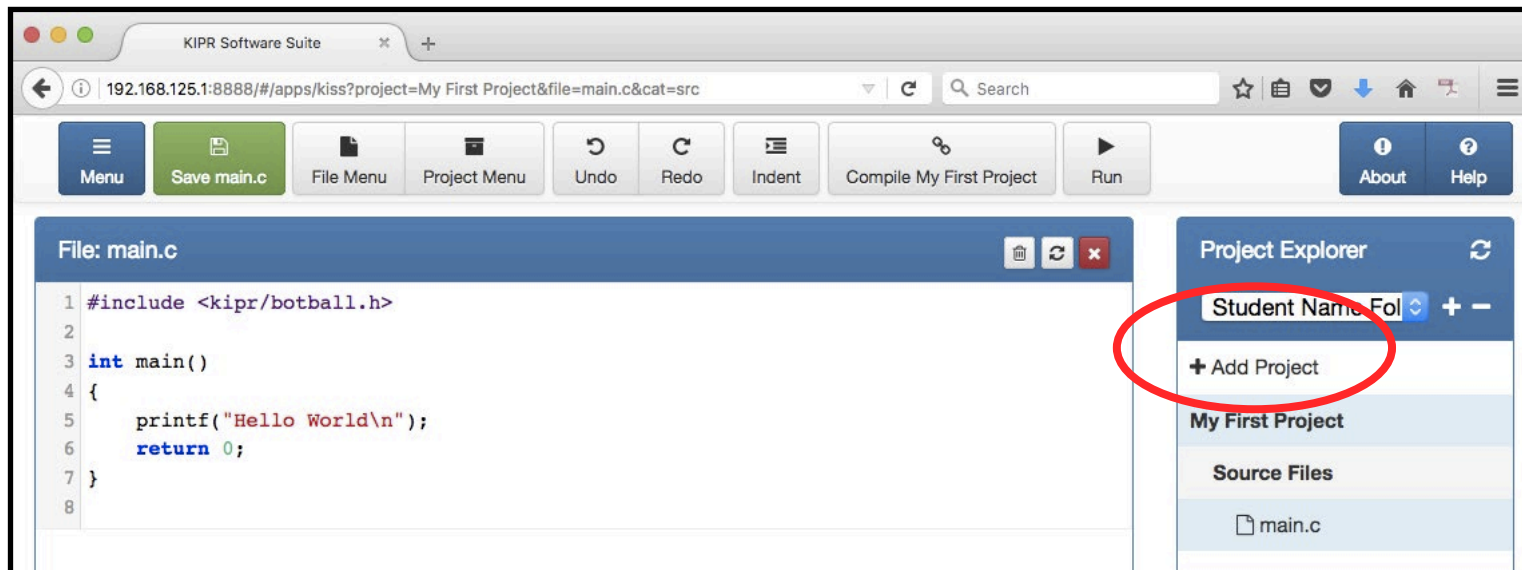 KIPR Software Suite
192.168.125.1:8888/#/apps/kiss?project=My First Project&file=main.c&cat=src
Search
Menu
Save main.c
File Menu
Project Menu
Undo
Redo
Indent
Compile My First Project
Run
About
Help
File: main.c
1 #include <kipr/botball.h>
2
3 int main()
4 {
5 printf("Hello World\n");
6 return 0;
7 }
8
Project Explorer
Student Name Fol
+ Add Project
My First Project
Source Files
main.c